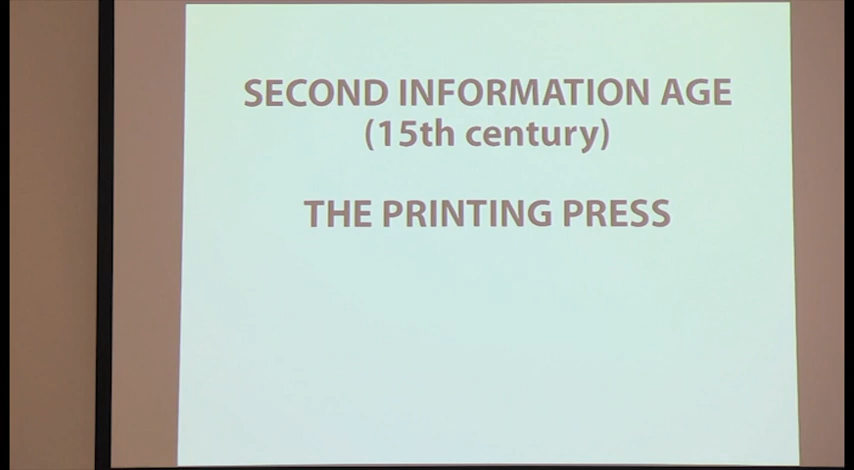 SECOND INFORMATION AGE
(15th century)
THE PRINTING PRESS